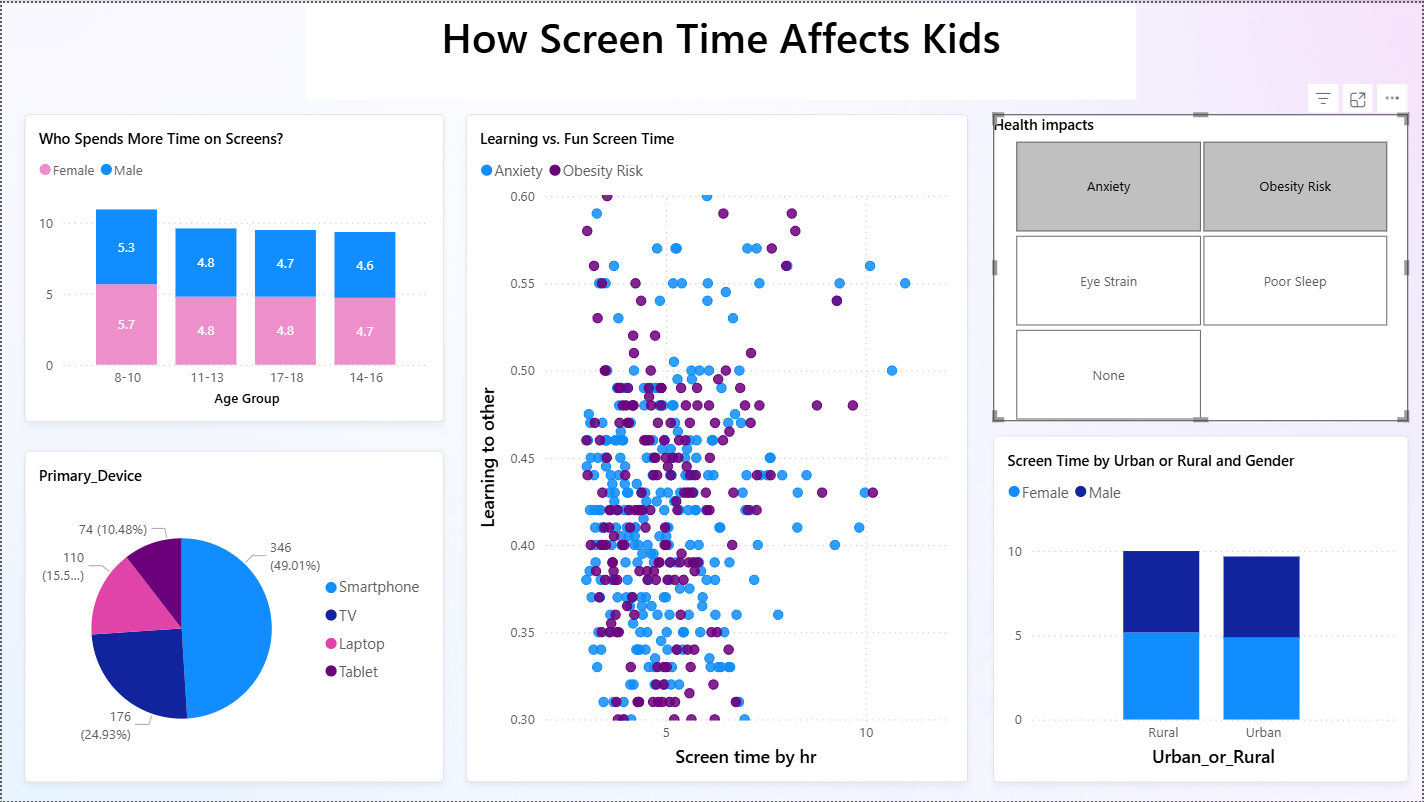 How Screen Time Affects Kids
Who Spends More Time on Screens?
Female Male
10
5
0
5.3
4.8
4.7
4.6
5.7
4.8
4.8
4.7
8-10 11-13 17-18 14-16
Age Group
Primary_Device
74 (10.48%)
110
(15.5...)
346
(49.01%)
176
(24.93%)
Smartphone
TV
Laptop
Tablet
Learning vs. Fun Screen Time
Anxiety Obesity Risk
Learning to other
0.60
0.55
0.50
0.45
0.40
0.35
0.30
5 10
Screen time by hr
Health impacts
Anxiety Obesity Risk
Eye Strain Poor Sleep
None
Screen Time by Urban or Rural and Gender
Female Male
10
5
0
Rural Urban
Urban_or_Rural